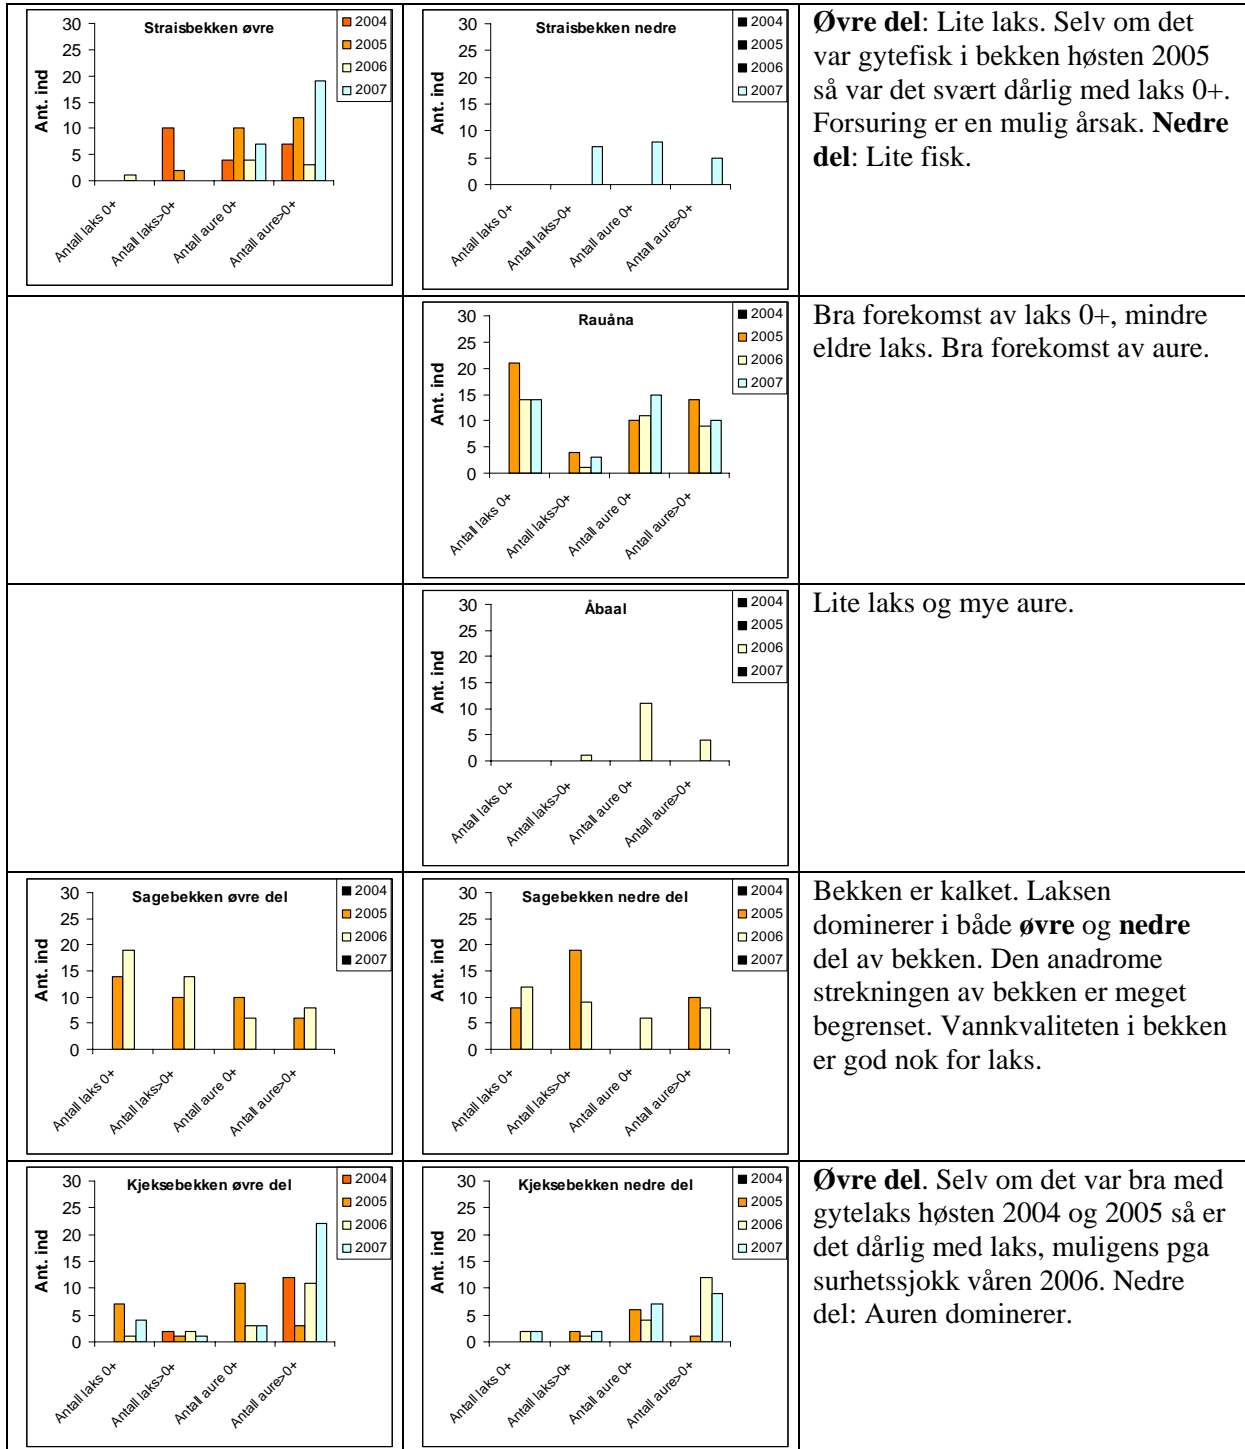 Straisbekken øvre
Ant. ind
30
25
20
15
10
5
0
Antall laks 0+
Antall laks>0+
Antall aure 0+
Antall aure>0+
2004
2005
2006
2007
Straisbekken nedre
Ant. ind
30
25
20
15
10
5
0
Antall laks 0+
Antall laks>0+
Antall aure 0+
Antall aure>0+
2004
2005
2006
2007
Øvre del: Lite laks. Selv om det
var gytefisk i bekken høsten 2005
så var det svært dårlig med laks 0+.
Forsuring er en mulig årsak. Nedre
del: Lite fisk.
Rauåna
Ant. ind
30
25
20
15
10
5
0
Antall laks 0+
Antall laks>0+
Antall aure 0+
Antall aure>0+
2004
2005
2006
2007
Bra forekomst av laks 0+, mindre
eldre laks. Bra forekomst av aure.
Åbaal
Ant. ind
30
25
20
15
10
5
0
Antall laks 0+
Antall laks>0+
Antall aure 0+
Antall aure>0+
2004
2005
2006
2007
Lite laks og mye aure.
Sagebekken øvre del
Ant. ind
30
25
20
15
10
5
0
Antall laks 0+
Antall laks>0+
Antall aure 0+
Antall aure>0+
2004
2005
2006
2007
Sagebekken nedre del
Ant. ind
30
25
20
15
10
5
0
Antall laks 0+
Antall laks>0+
Antall aure 0+
Antall aure>0+
2004
2005
2006
2007
Bekken er kalket. Laksen
dominerer i både øvre og nedre
del av bekken. Den anadrome
strekningen av bekken er meget
begrenset. Vannkvaliteten i bekken
er god nok for laks.
Kjeksebekken øvre del
Ant. ind
30
25
20
15
10
5
0
Antall laks 0+
Antall laks>0+
Antall aure 0+
Antall aure>0+
2004
2005
2006
2007
Kjeksebekken nedre del
Ant. ind
30
25
20
15
10
5
0
Antall laks 0+
Antall laks>0+
Antall aure 0+
Antall aure>0+
2004
2005
2006
2007
Øvre del. Selv om det var bra med
gytelaks høsten 2004 og 2005 så er
det dårlig med laks, muligens pga
surhetssjokk våren 2006. Nedre
del: Auren dominerer.